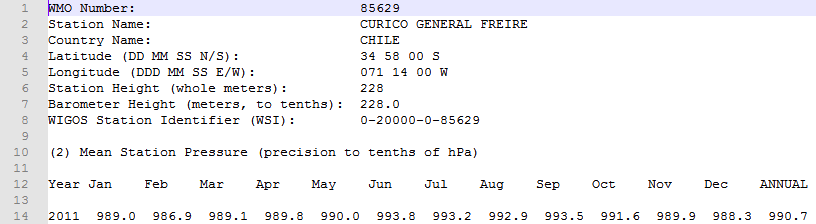 1 WMO Number: 85629
2 Station Name: CURICO GENERAL FREIRE
3 Country Name: CHILE
4 Latitude (DD MM SS N/S): 34 58 00 S
5 Longitude (DDD MM SS E/W): 071 14 00 W
6 Station Height (whole meters): 228
7 Barometer Height (meters, to tenths): 228.0
8 WIGOS Station Identifier (WSI): 0-20000-0-85629
9
10 (2) Mean Station Pressure (precision to tenths of hPa)
11
12 Year Jan Feb Mar Apr May Jun Jul Aug Sep Oct Nov Dec ANNUAL
13
14 2011 989.0 986.9 989.1 989.8 990.0 993.8 993.2 992.9 993.5 991.6 989.9 988.3 990.7